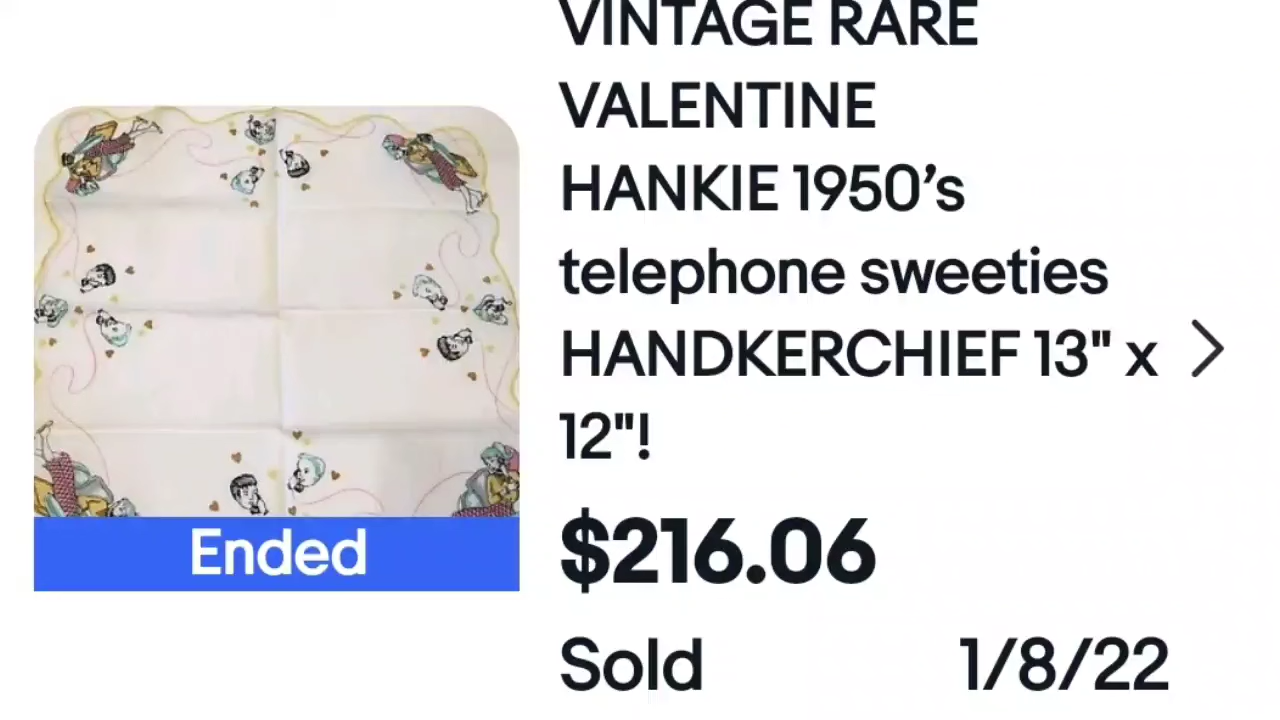 VINTAGE RARE
VALENTINE
HANKIE 1950’s
telephone sweeties
HANDKERCHIEF 13" x
12"!
Ended
$216.06
Sold 1/8/22